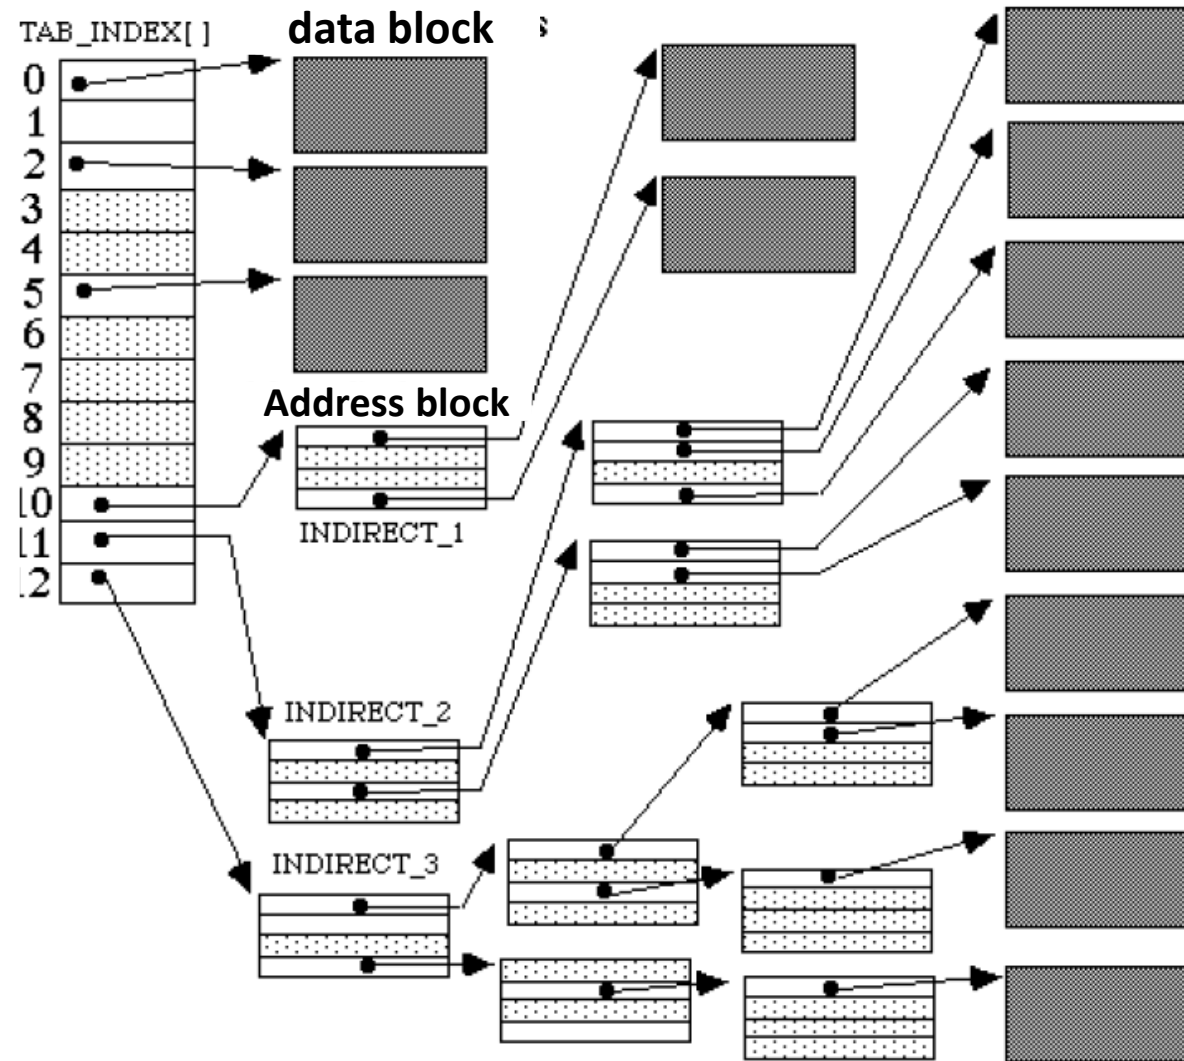 TAB_INDEX[ ]
data block
s
0
1
2
3
4
5
6
7
8
9
10
11
12
Address block
INDIRECT_1
INDIRECT_2
INDIRECT_3